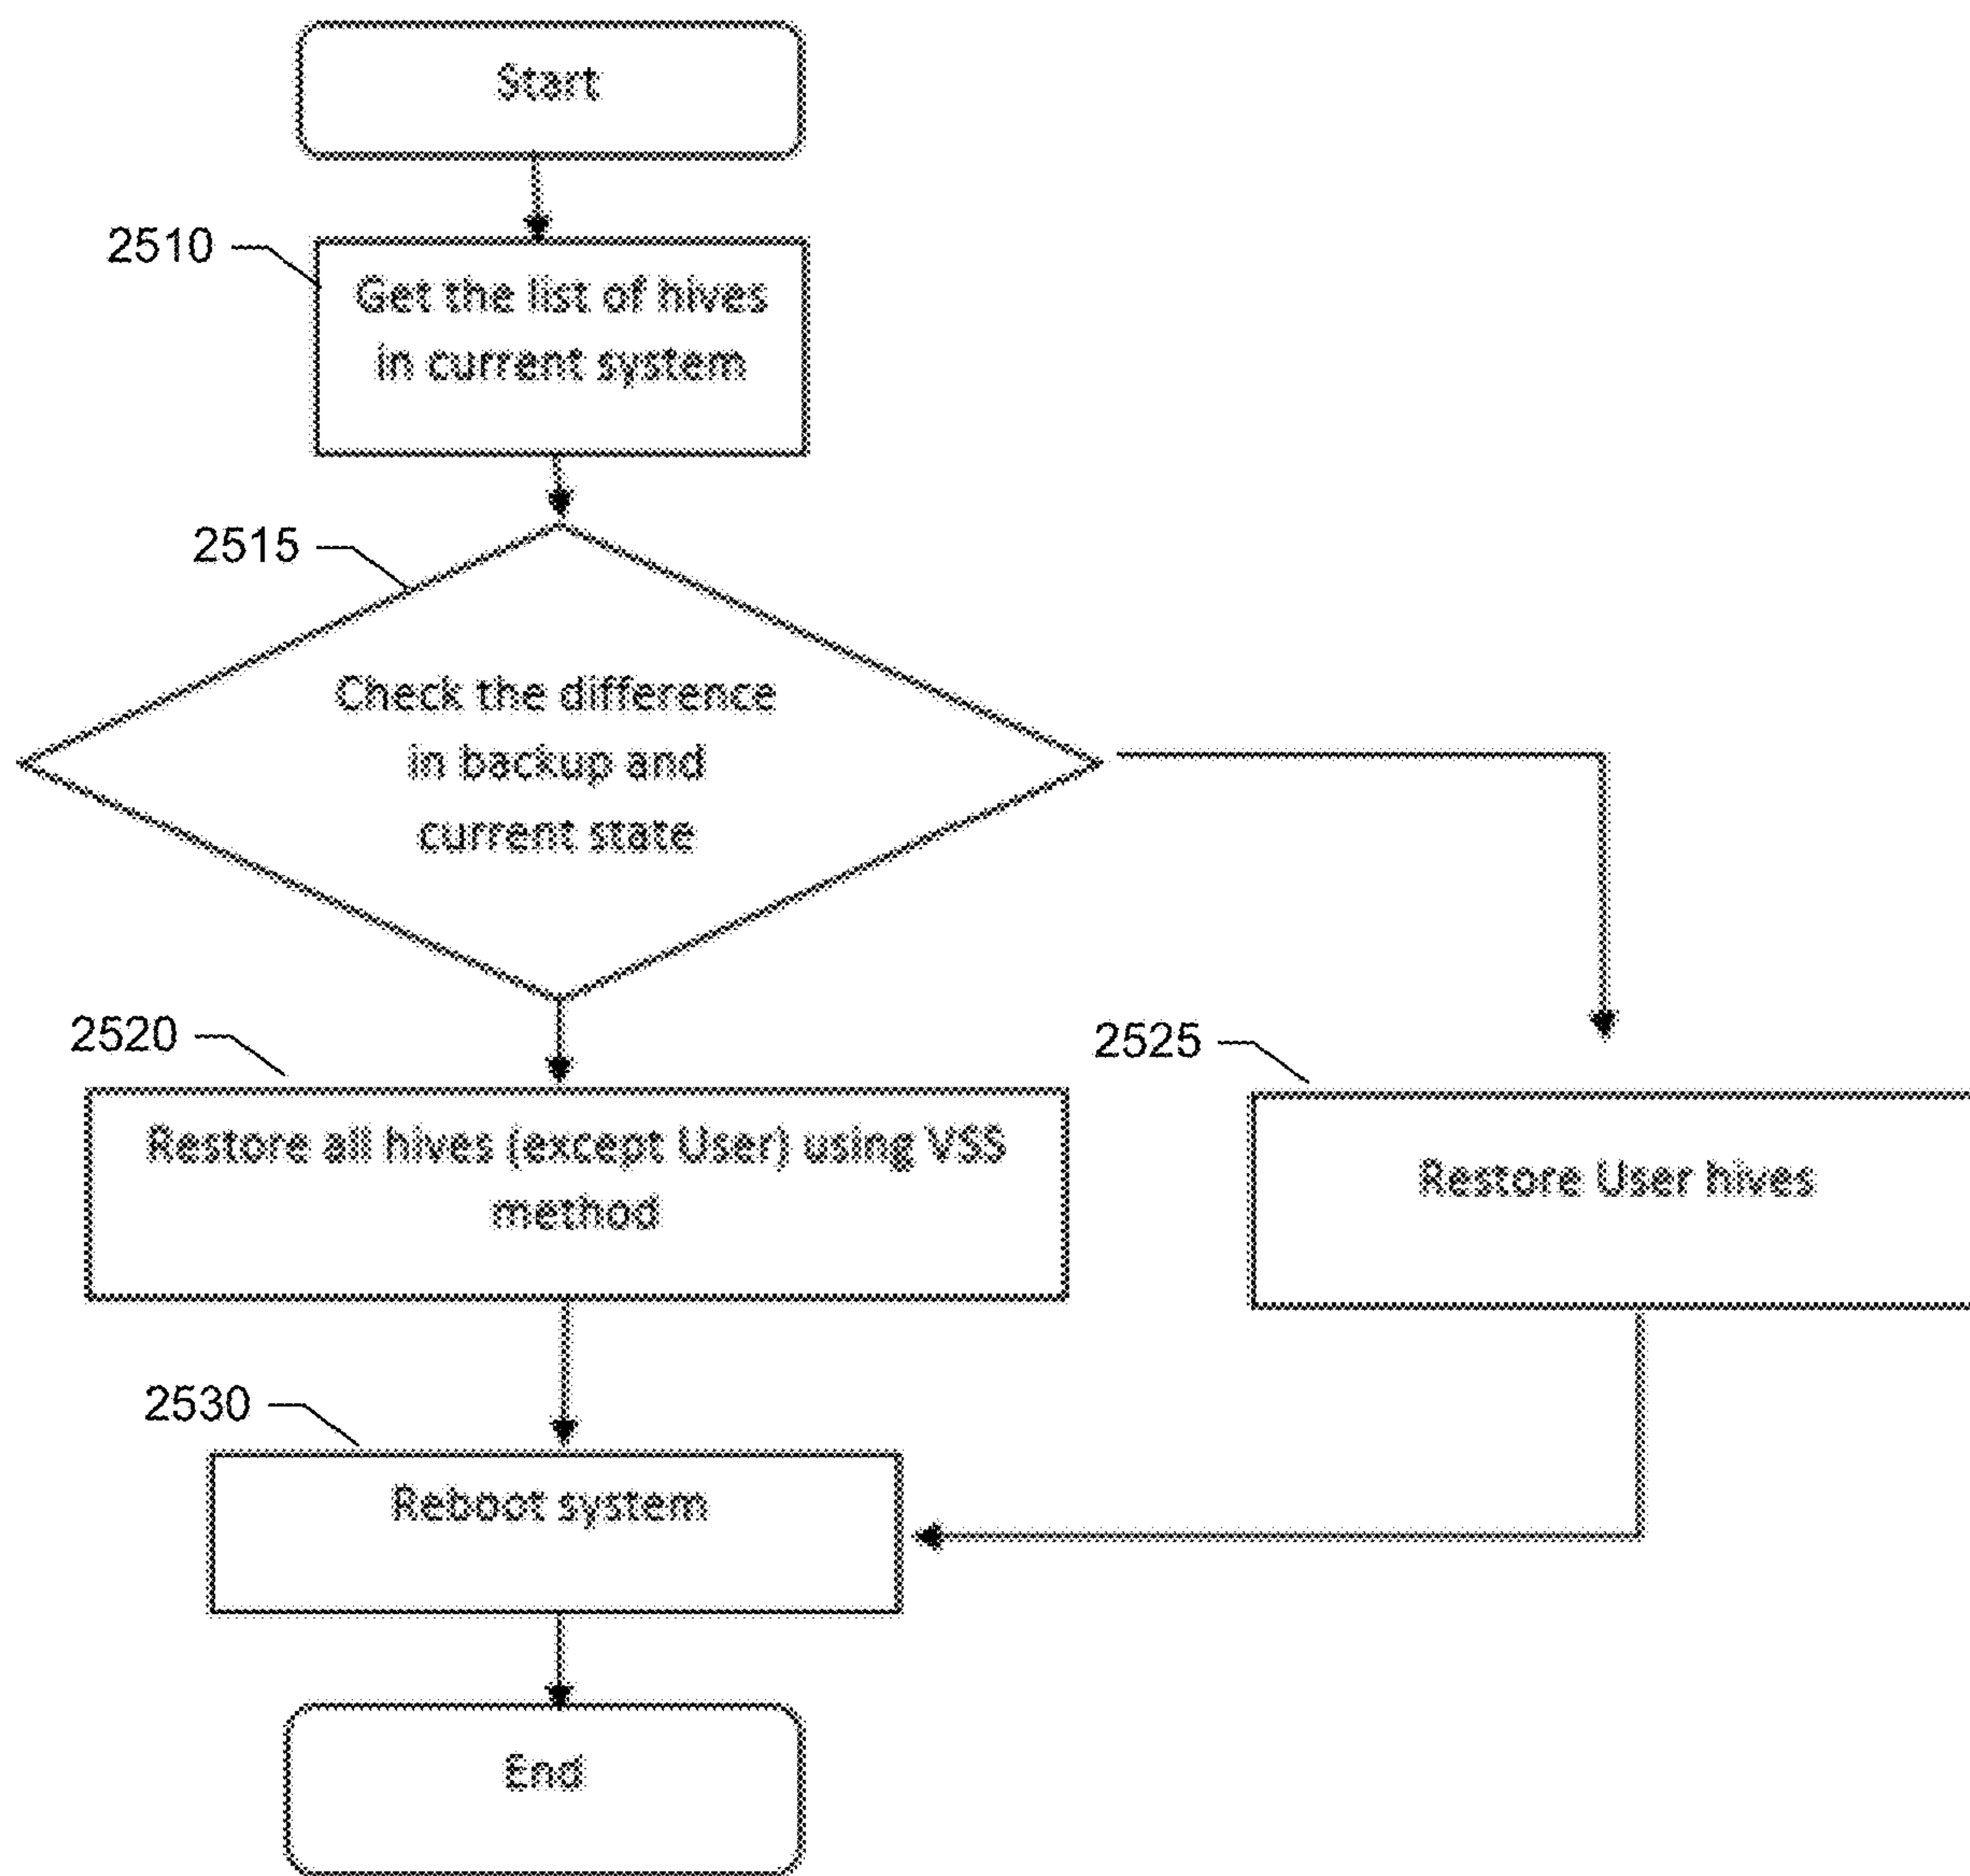 Start
2510
Get the list of hives
in current system
2515
Check the difference
in backup and
current state
2520
Restore all hives (except User) using VSS
method
2525
Restore User hives
2530
Reboot system
End